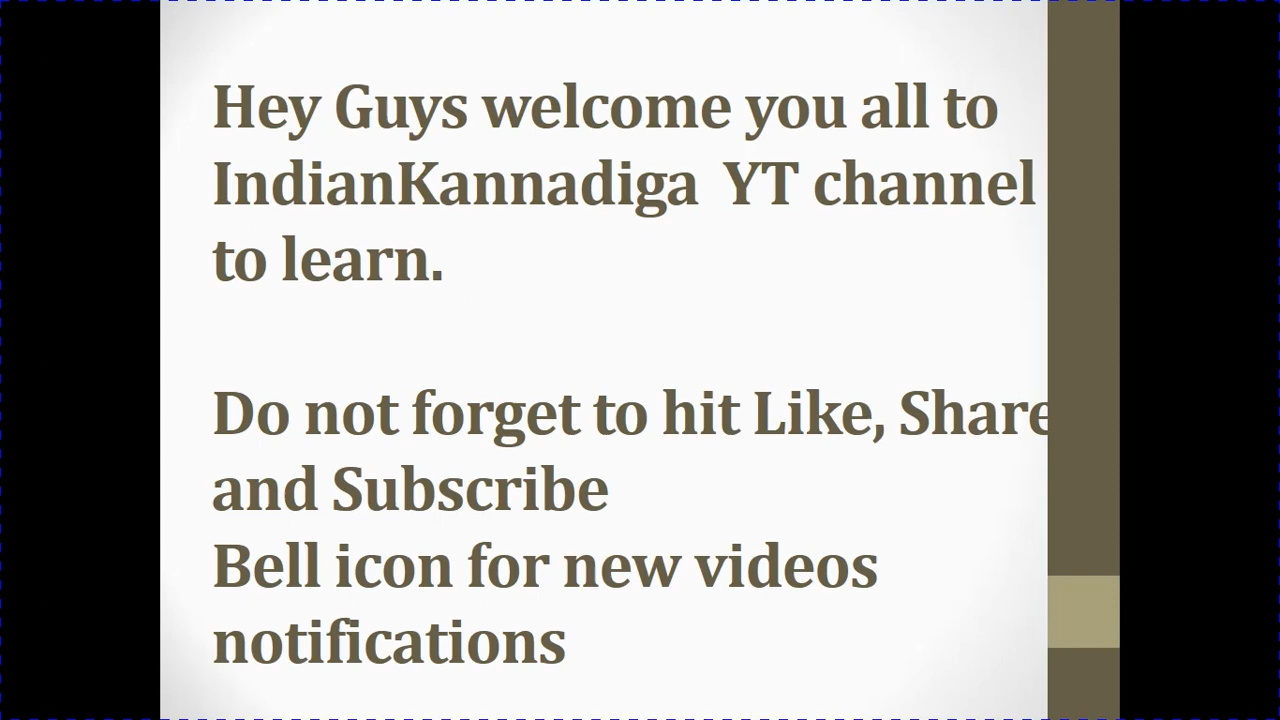 Hey Guys welcome you all to
IndianKannadiga YT channel
to learn.
Do not forget to hit Like, Share
and Subscribe
Bell icon for new videos
notifications